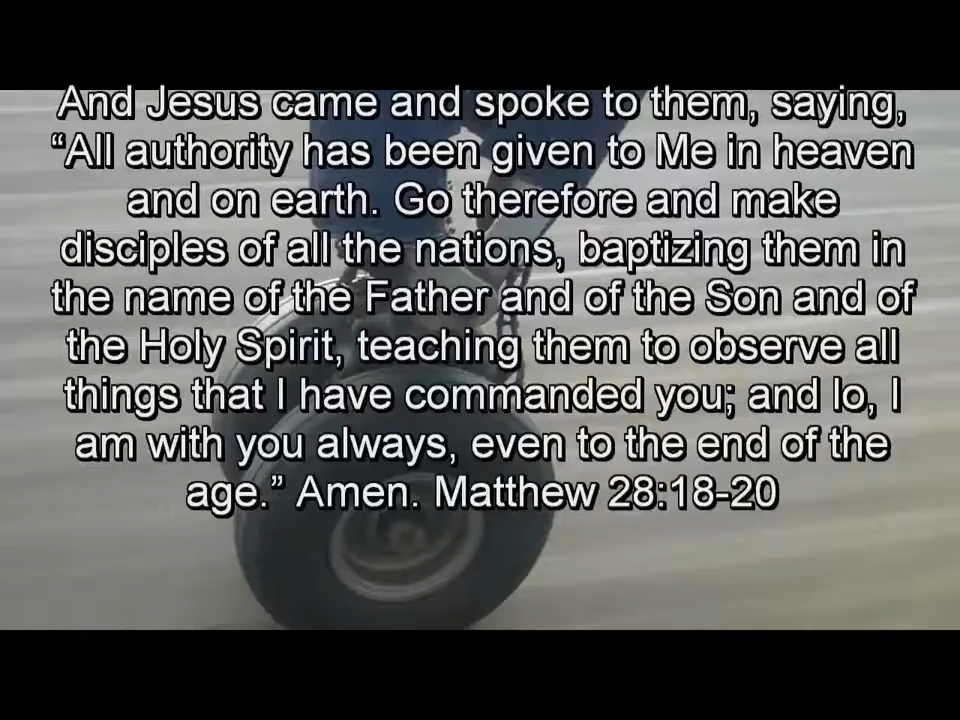 And Jesus came and spoke to them, saying,
“All authority has been given to Me in heaven
and on earth. Go therefore and make
disciples of all the nations, baptizing them in
the name of the Father and of the Son and of
the Holy Spirit, teaching them to observe all
things that I have commanded you; and lo, I
am with you always, even to the end of the
age.” Amen. Matthew 28:18-20